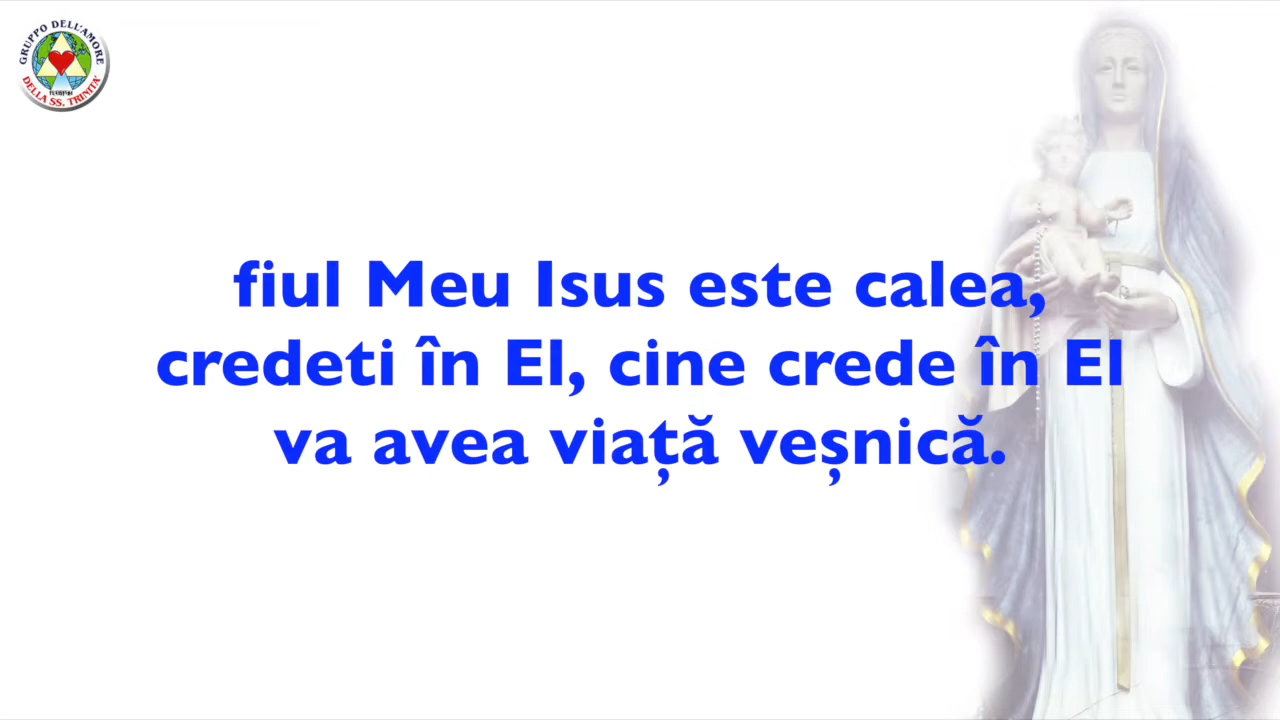 GRUPPO DELL'AMORE
DELLA SS. TRINITA'
fiul Meu Isus este calea,
credeti în El, cine crede în El
va avea viață veșnică.